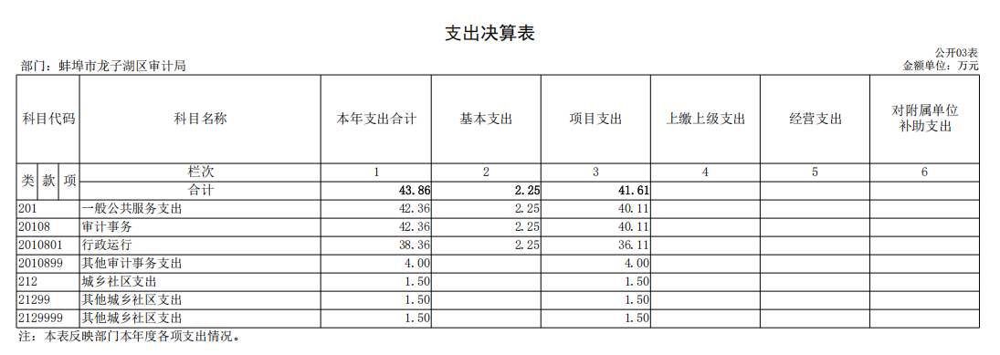 支出决算表
公开03表
部门：蚌埠市龙子湖区审计局 金额单位：万元
科目代码 科目名称 本年支出合计 基本支出 项目支出 上缴上级支出 经营支出 对附属单位
补助支出
类 款 项 栏次 1 2 3 4 5 6
合计 43.86 2.25 41.61
201 一般公共服务支出 42.36 2.25 40.11
20108 审计事务 42.36 2.25 40.11
2010801 行政运行 38.36 2.25 36.11
2010899 其他审计事务支出 4.00 4.00
212 城乡社区支出 1.50 1.50
21299 其他城乡社区支出 1.50 1.50
2129999 其他城乡社区支出 1.50 1.50
注：本表反映部门本年度各项支出情况。